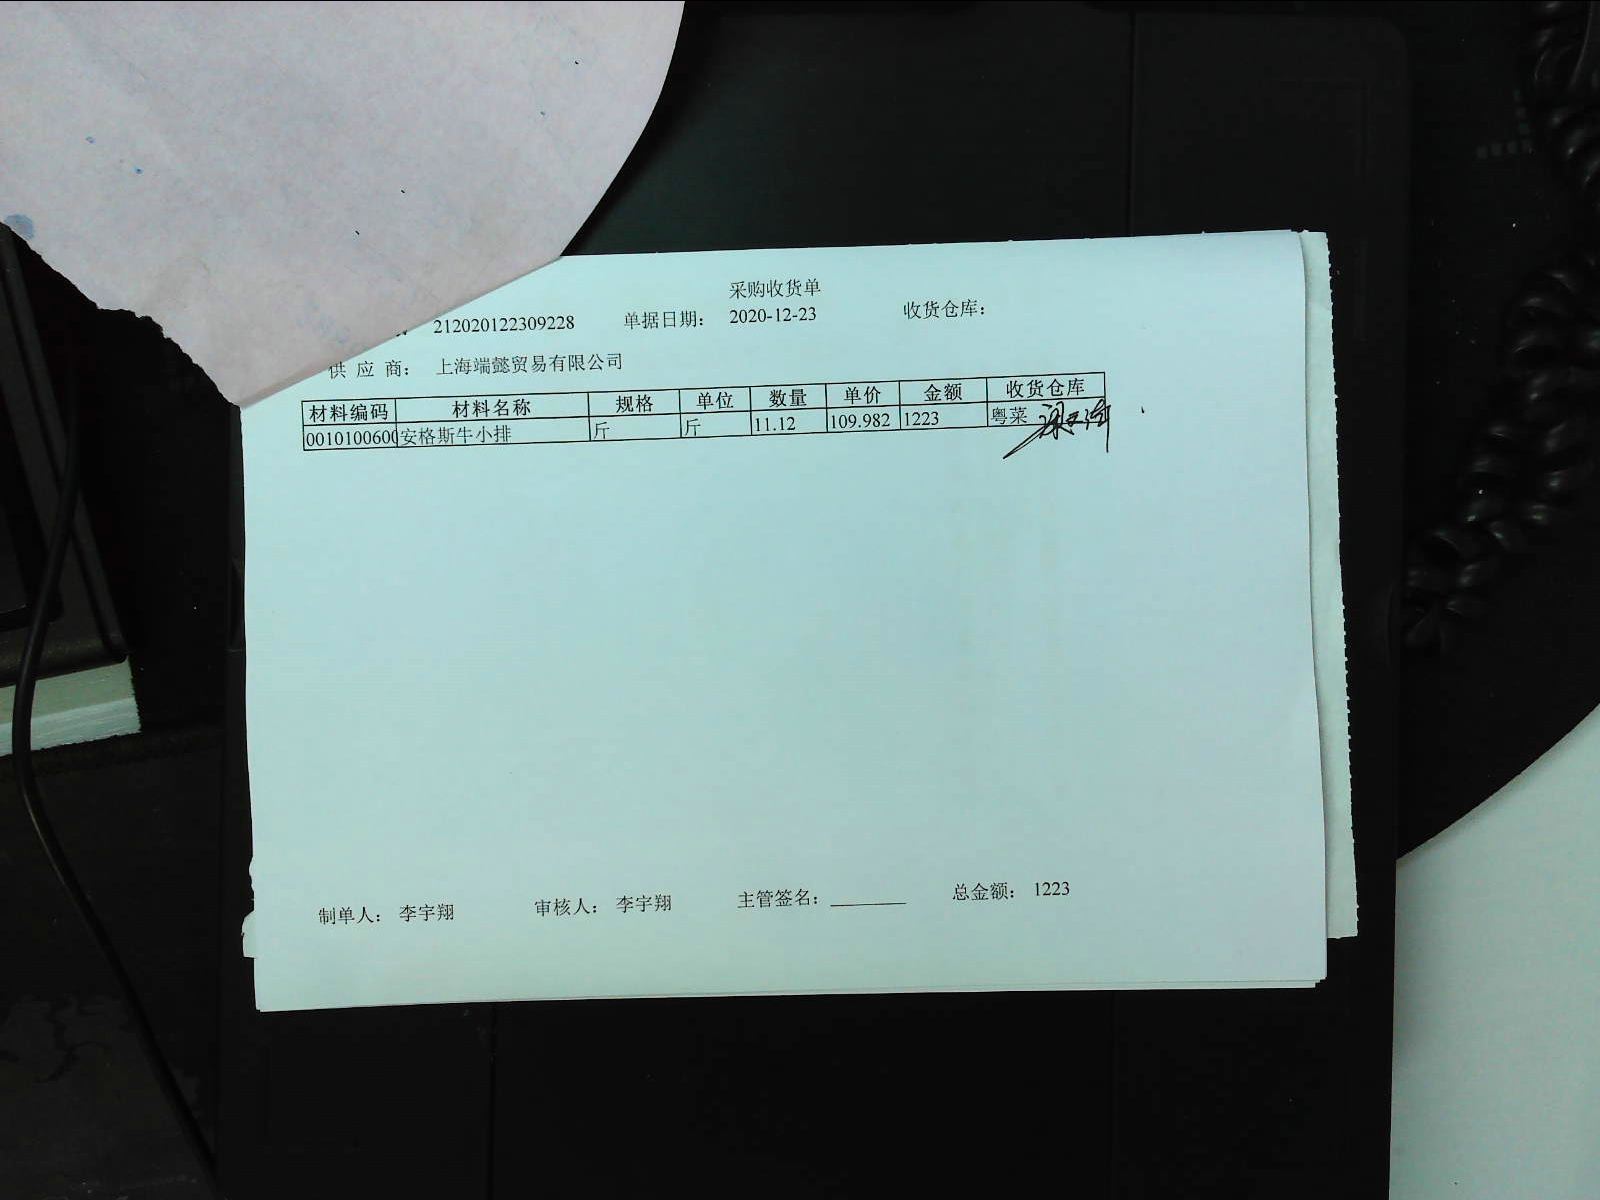 采购收货单
212020122309228 单据日期： 2020-12-23 收货仓库：
供 应 商： 上海端懿贸易有限公司
材料编码 材料名称 规格 单位 数量 单价 金额 收货仓库
0010100600 安格斯牛小排 斤 斤 11.12 109.982 1223 粤菜
制单人： 李宇翔 审核人： 李宇翔 主管签名： 总金额： 1223